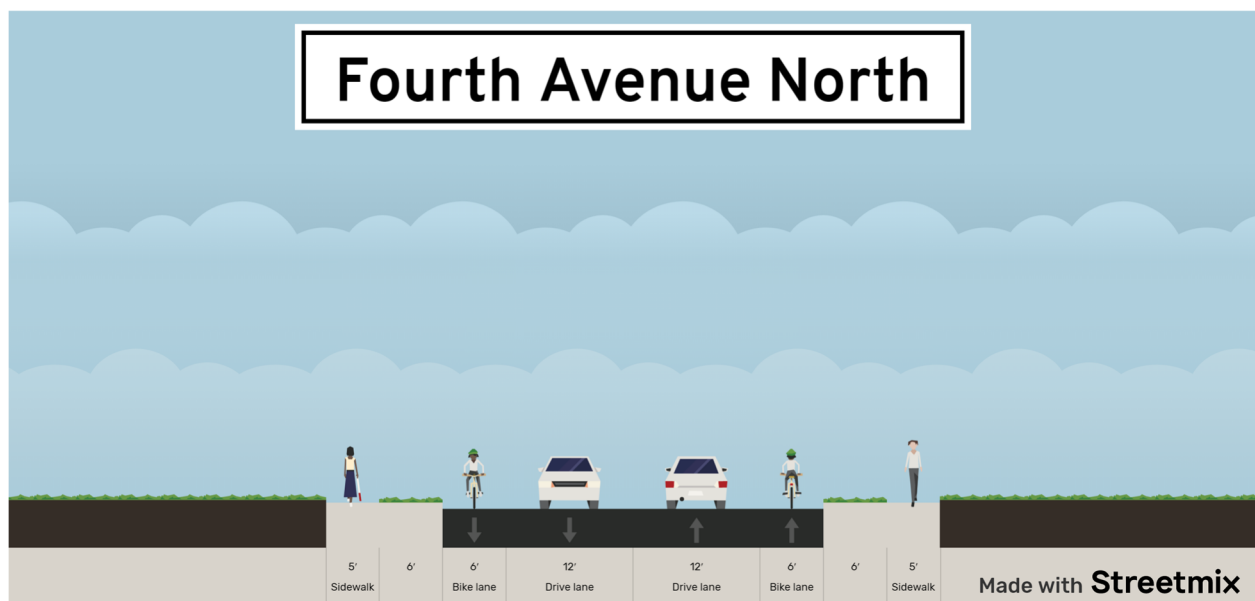 Fourth Avenue North
5′ 6′ 6′ 12′ 12′ 6′ 6′ 5′
Sidewalk Bike lane Drive lane Drive lane Bike lane Sidewalk
Made with Streetmix